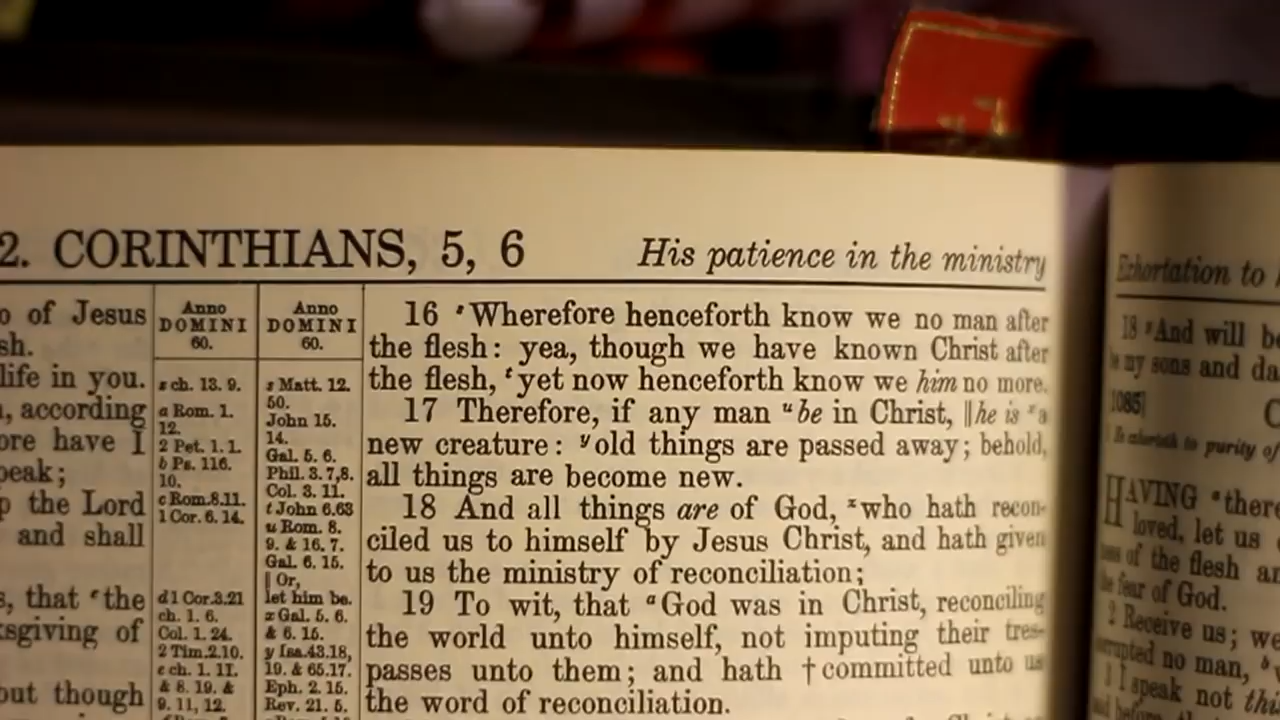 2. CORINTHIANS, 5, 6
His patience in the ministry
o of Jesus
sh.
life in you.
, according
ore have I
peak;
p the Lord
and shall
s, that ᵉthe
ksgiving of
out though
Anno
DOMINI
60.
s ch. 13. 9.
a Rom. 1.
12.
2 Pet. 1. 1.
b Ps. 116.
10.
c Rom.8.11.
1 Cor. 6. 14.
d 1 Cor.3.21
ch. 1. 6.
Col. 1. 24.
2 Tim.2.10.
e ch. 1. 11.
& 8. 19. &
9. 11, 12.
Anno
DOMINI
60.
s Matt. 12.
50.
John 15.
14.
Gal. 5. 6.
Phil. 3.7,8.
Col. 3. 11.
t John 6.63
u Rom. 8.
9. & 16. 7.
Gal. 6. 15.
‖ Or,
let him be.
x Gal. 5. 6.
& 6. 15.
y Isa.43.18,
19. & 65.17.
Eph. 2. 15.
Rev. 21. 5.
16 ˢWherefore henceforth know we no man after
the flesh: yea, though we have known Christ after
the flesh, ᵗyet now henceforth know we him no more.
17 Therefore, if any man ᵘbe in Christ, ‖he is ˣa
new creature: ʸold things are passed away; behold,
all things are become new.
18 And all things are of God, ᶻwho hath recon-
ciled us to himself by Jesus Christ, and hath given
to us the ministry of reconciliation;
19 To wit, that ᵃGod was in Christ, reconciling
the world unto himself, not imputing their tres-
passes unto them; and hath †committed unto us
the word of reconciliation.
Exhortation to
18 And will be
my sons and da
1085
C
to purity of
HAVING there
loved, let us
of the flesh an
fear of God.
2 Receive us; we
no man,
I speak not this